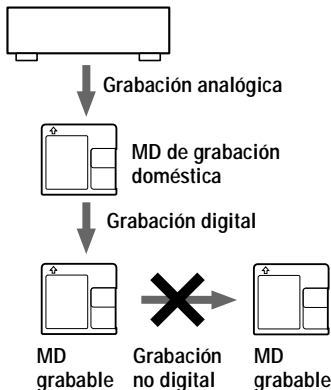 Grabación analógica
MD de grabación
doméstica
Grabación digital
MD
grabable
Grabación
no digital
MD
grabable